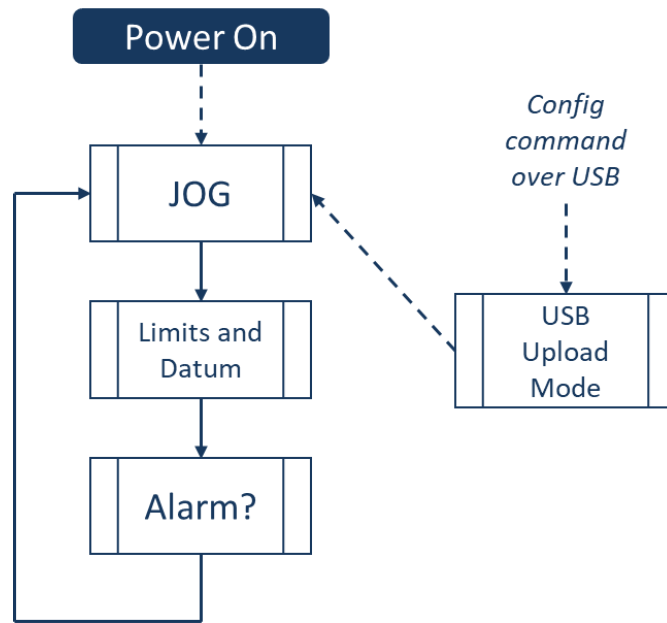 Power On
Config
command
over USB
JOG
USB
Upload
Mode
Limits and
Datum
Alarm?